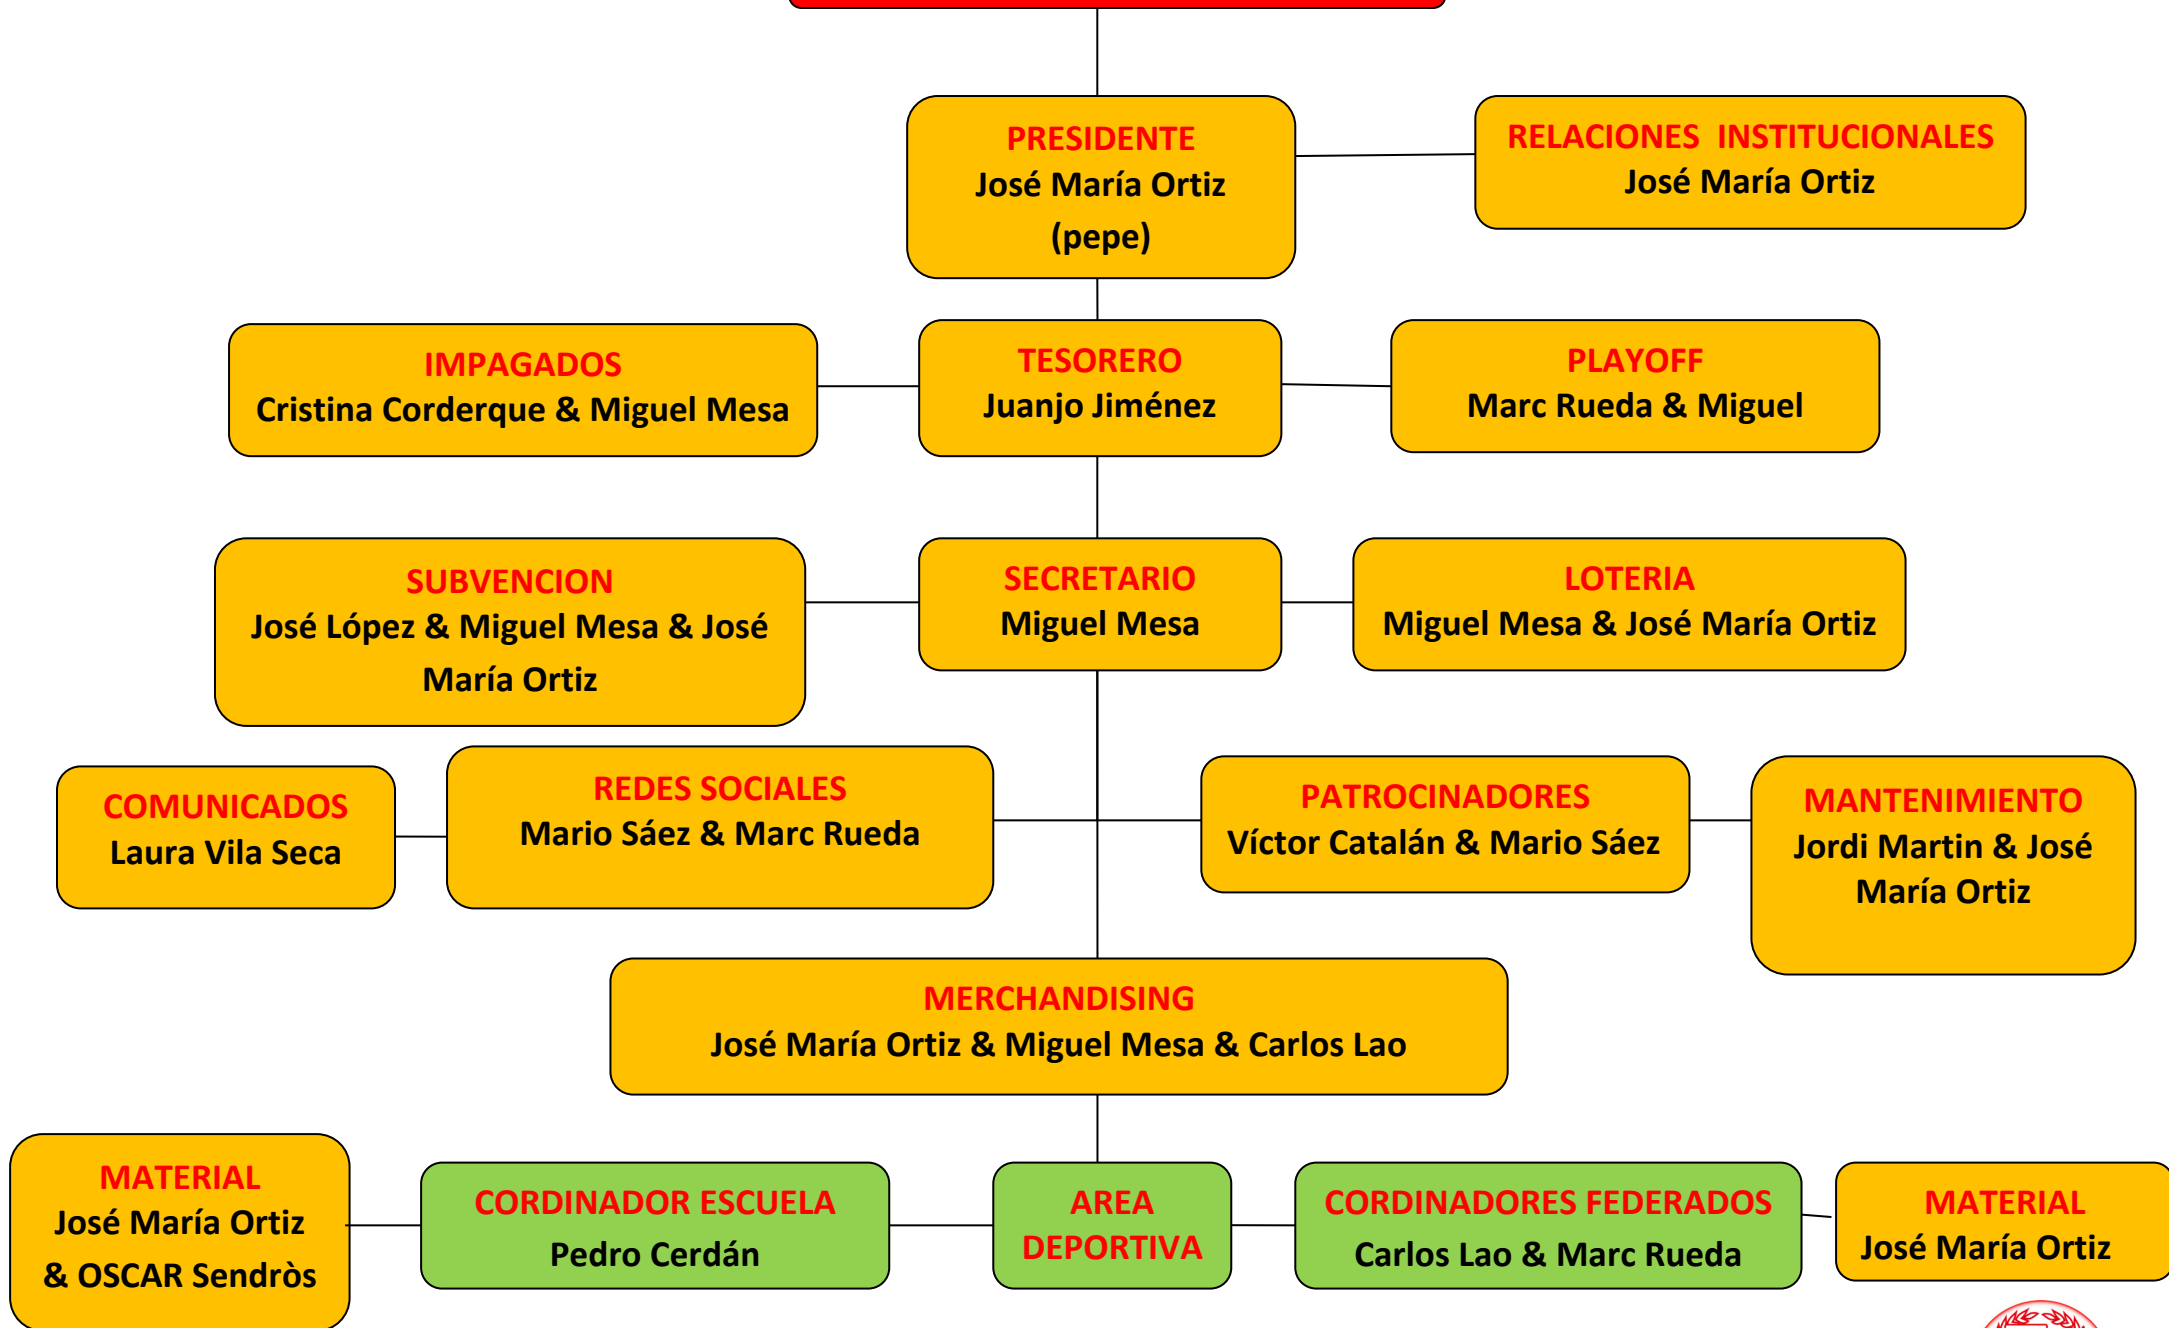 PRESIDENTE
José María Ortiz
(pepe)
RELACIONES INSTITUCIONALES
José María Ortiz
IMPAGADOS
Cristina Corderque & Miguel Mesa
TESORERO
Juanjo Jiménez
PLAYOFF
Marc Rueda & Miguel
SUBVENCION
José López & Miguel Mesa & José
María Ortiz
SECRETARIO
Miguel Mesa
LOTERIA
Miguel Mesa & José María Ortiz
COMUNICADOS
Laura Vila Seca
REDES SOCIALES
Mario Sáez & Marc Rueda
PATROCINADORES
Víctor Catalán & Mario Sáez
MANTENIMIENTO
Jordi Martin & José
María Ortiz
MERCHANDISING
José María Ortiz & Miguel Mesa & Carlos Lao
MATERIAL
José María Ortiz
& OSCAR Sendròs
CORDINADOR ESCUELA
Pedro Cerdán
AREA
DEPORTIVA
CORDINADORES FEDERADOS
Carlos Lao & Marc Rueda
MATERIAL
José María Ortiz